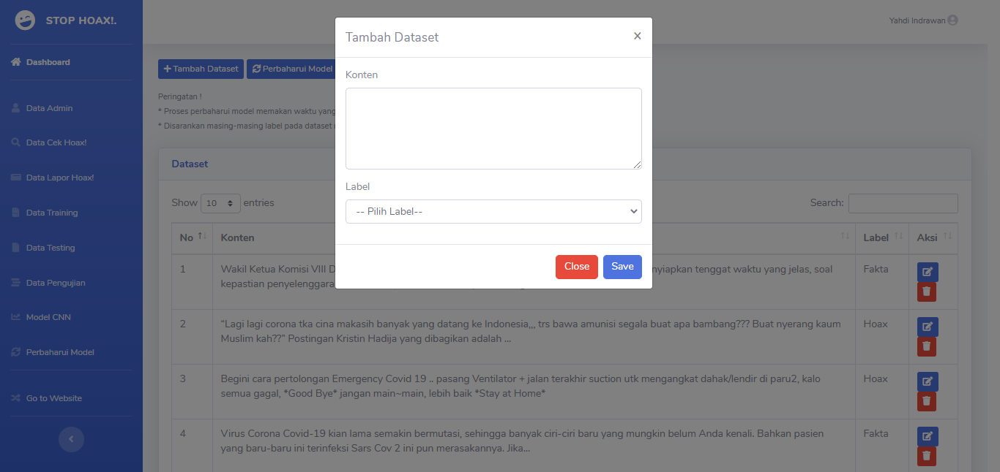 STOP HOAX!.
Yahdi Indrawan
Dashboard
Data Admin
Data Cek Hoax!
Data Lapor Hoax!
Data Training
Data Testing
Data Pengujian
Model CNN
Perbaharui Model
Go to Website
Tambah Dataset
Perbaharui Model
Peringatan !
* Proses perbaharui model memakan waktu yang
* Disarankan masing-masing label pada dataset
Tambah Dataset ×
Konten
Label
-- Pilih Label--
Close Save
Dataset
Show 10 entries Search:
No Konten Label Aksi
1 Wakil Ketua Komisi VIII nyiapkan tenggat waktu yang jelas, soal Fakta
kepastian penyelenggara
2 “Lagi lagi corona tka cina makasih banyak yang datang ke Indonesia,,, trs bawa amunisi segala buat apa bambang??? Buat nyerang kaum Hoax
Muslim kah??” Postingan Kristin Hadija yang dibagikan adalah ...
3 Begini cara pertolongan Emergency Covid 19 .. pasang Ventilator + jalan terakhir suction utk mengangkat dahak/lendir di paru2, kalo Hoax
semua gagal, *Good Bye* jangan main~main, lebih baik *Stay at Home*
4 Virus Corona Covid-19 kian lama semakin bermutasi, sehingga banyak ciri-ciri baru yang mungkin belum Anda kenali. Bahkan pasien Fakta
yang baru-baru ini terinfeksi Sars Cov 2 ini pun merasakannya. Jika...